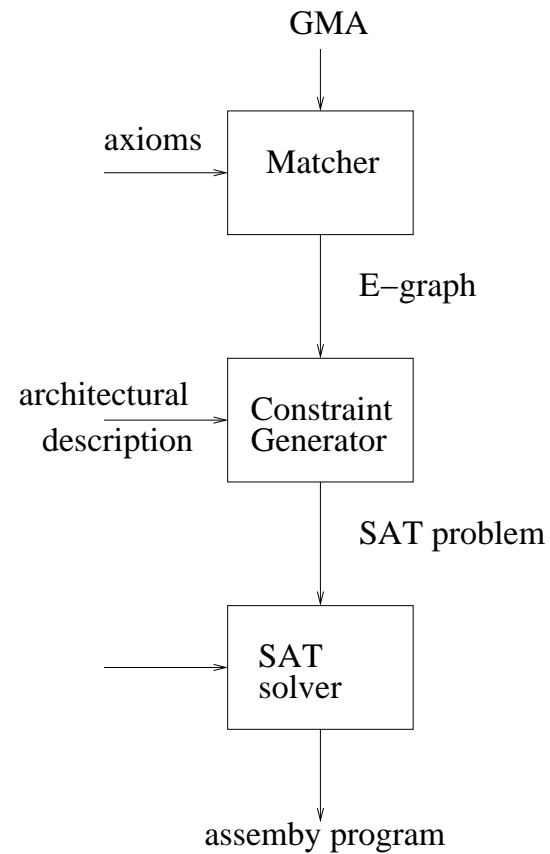 GMA
axioms
Matcher
E−graph
architectural
description
Constraint
Generator
SAT problem
SAT
solver
assemby program